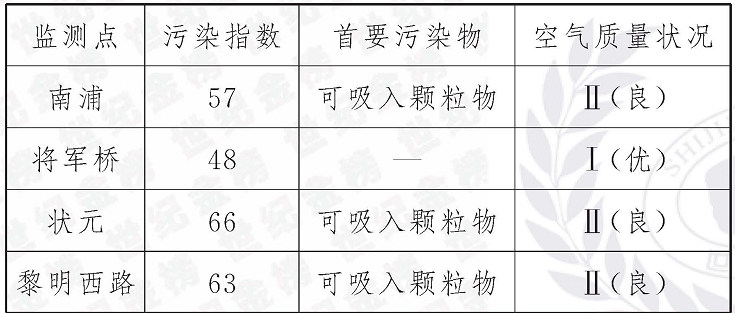 监测点 污染指数 首要污染物 空气质量状况
南浦 57 可吸入颗粒物 Ⅱ(良)
将军桥 48 — Ⅰ(优)
状元 66 可吸入颗粒物 Ⅱ(良)
黎明西路 63 可吸入颗粒物 Ⅱ(良)